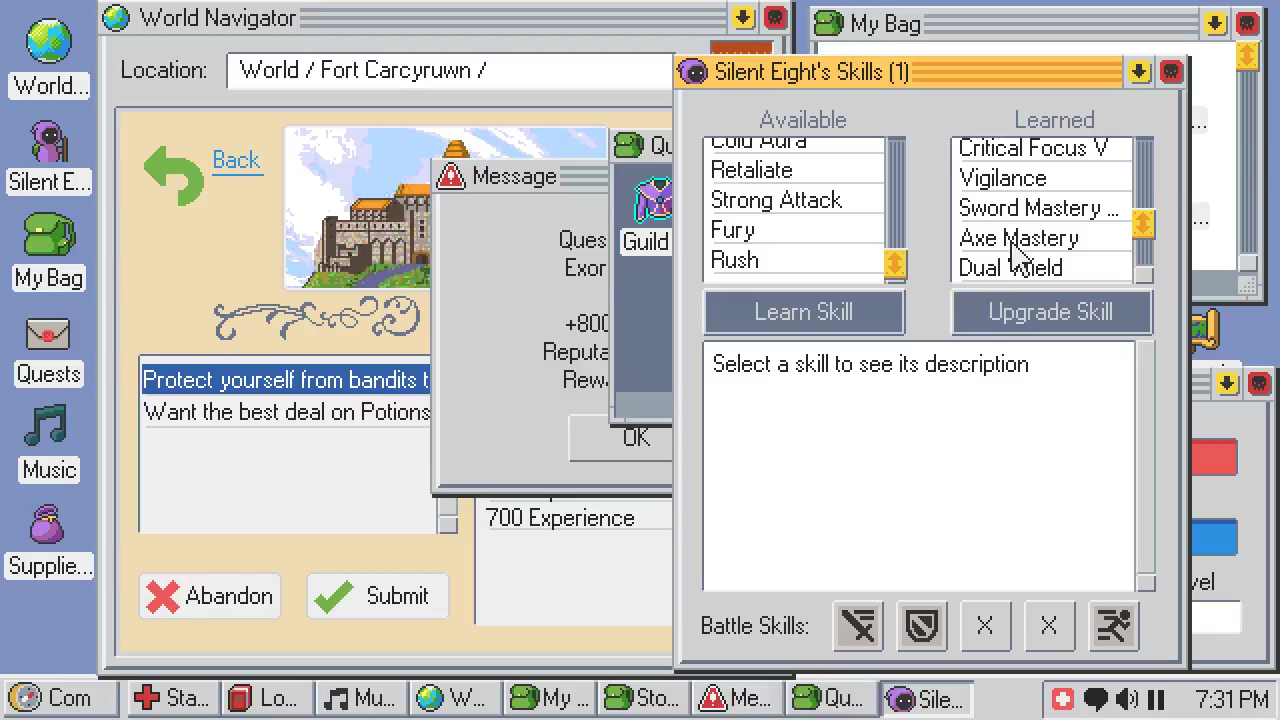 World Navigator
My Bag
World...
Location:
World / Fort Carcyruwn /
Silent Eight's Skills (1)
Available
Learned
Back
Message
Qu
Cold Aura
Retaliate
Strong Attack
Fury
Rush
Critical Focus V
Vigilance
Sword Mastery ...
Axe Mastery
Dual Wield
Silent E...
Ques
Exor
Guild
My Bag
Learn Skill
Upgrade Skill
+800
Reputa
Rew
Quests
Protect yourself from bandits t
Want the best deal on Potions
Select a skill to see its description
OK
Music
700 Experience
Supplie...
Abandon
Submit
vel
Battle Skills:
X
X
Com
Sta...
Lo...
Mu...
W...
My ...
Sto...
Me...
Qu...
Sile...
7:31 PM